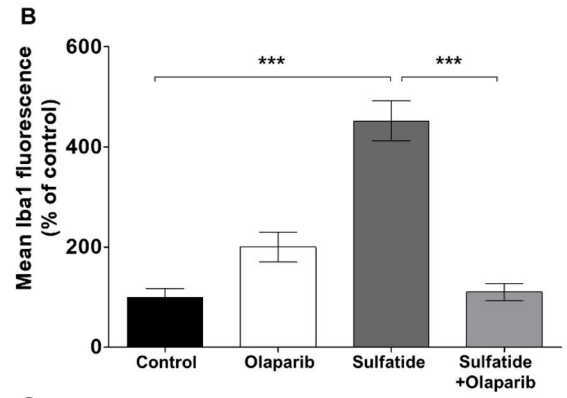 B
Mean Iba1 fluorescence
(% of control)
600
400
200
0
***
***
Control
Olaparib
Sulfatide
Sulfatide
+Olaparib